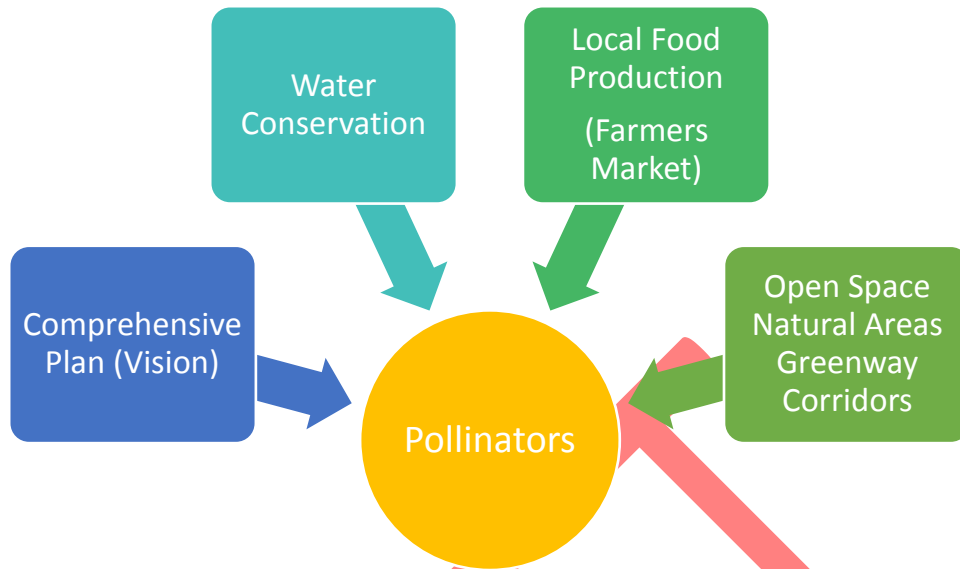 Water
Conservation
Local Food
Production
(Farmers
Market)
Comprehensive
Plan (Vision)
Open Space
Natural Areas
Greenway
Corridors
Pollinators